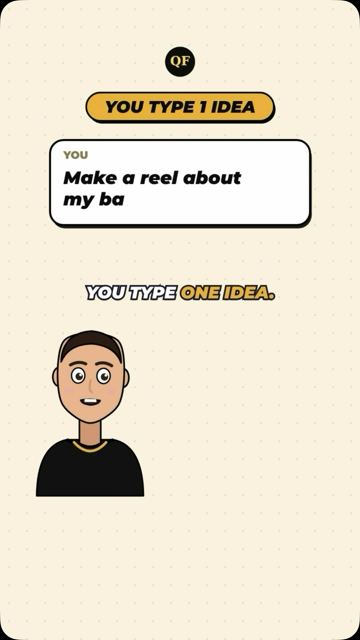 QF
YOU TYPE 1 IDEA
YOU
Make a reel about
my ba
YOU TYPE ONE IDEA.